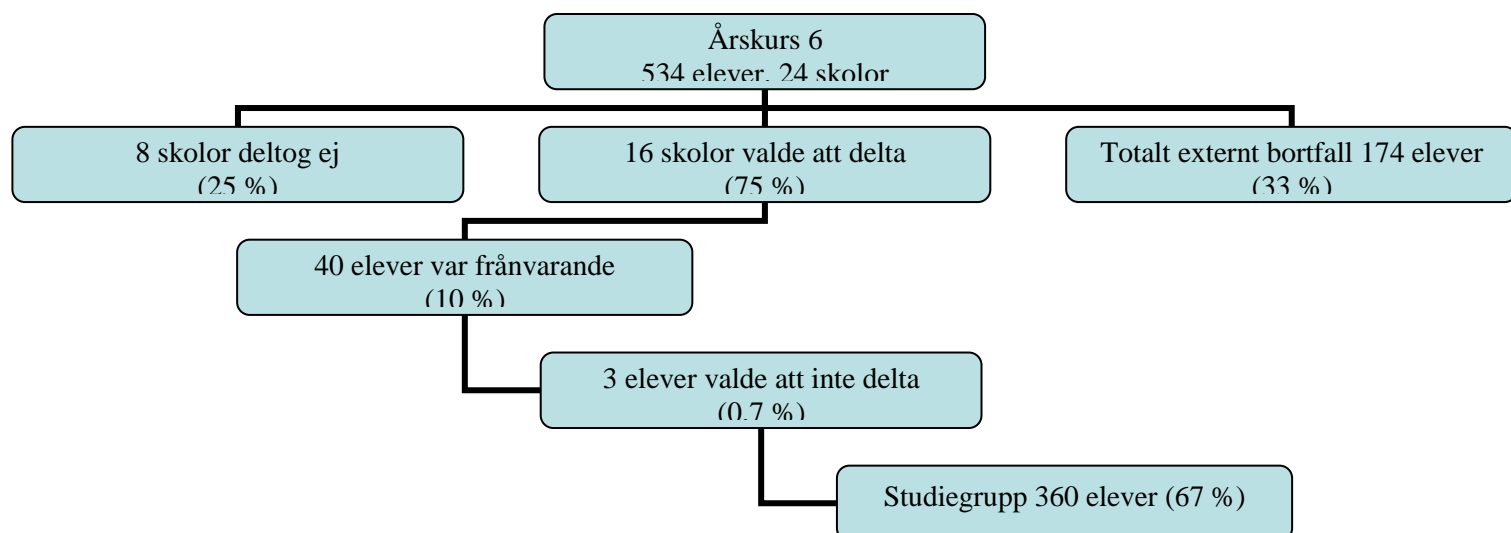 Årskurs 6
534 elever, 24 skolor
8 skolor deltog ej
(25 %)
16 skolor valde att delta
(75 %)
Totalt externt bortfall 174 elever
(33 %)
40 elever var frånvarande
(10 %)
3 elever valde att inte delta
(0,7 %)
Studiegrupp 360 elever (67 %)